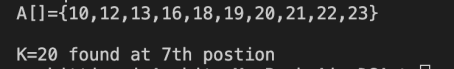 A[]={10,12,13,16,18,19,20,21,22,23}
K=20 found at 7th postion